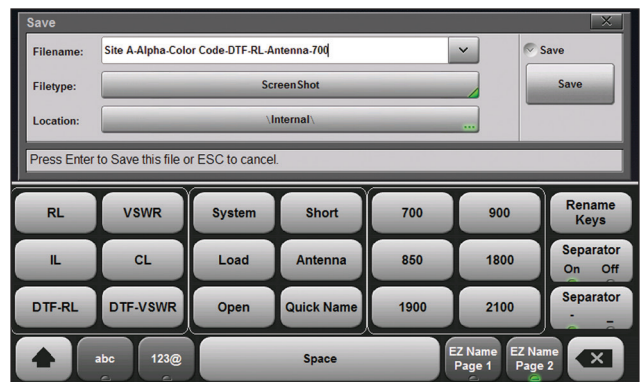 Save
Filename: Site A-Alpha-Color Code-DTF-RL-Antenna-700 Save
Filetype: ScreenShot Save
Location: \Internal\
Press Enter to Save this file or ESC to cancel.
RL VSWR System Short 700 900 Rename Keys
IL CL Load Antenna 850 1800 Separator On Off
DTF-RL DTF-VSWR Open Quick Name 1900 2100 Separator - _
abc 123@ Space EZ Name Page 1 EZ Name Page 2